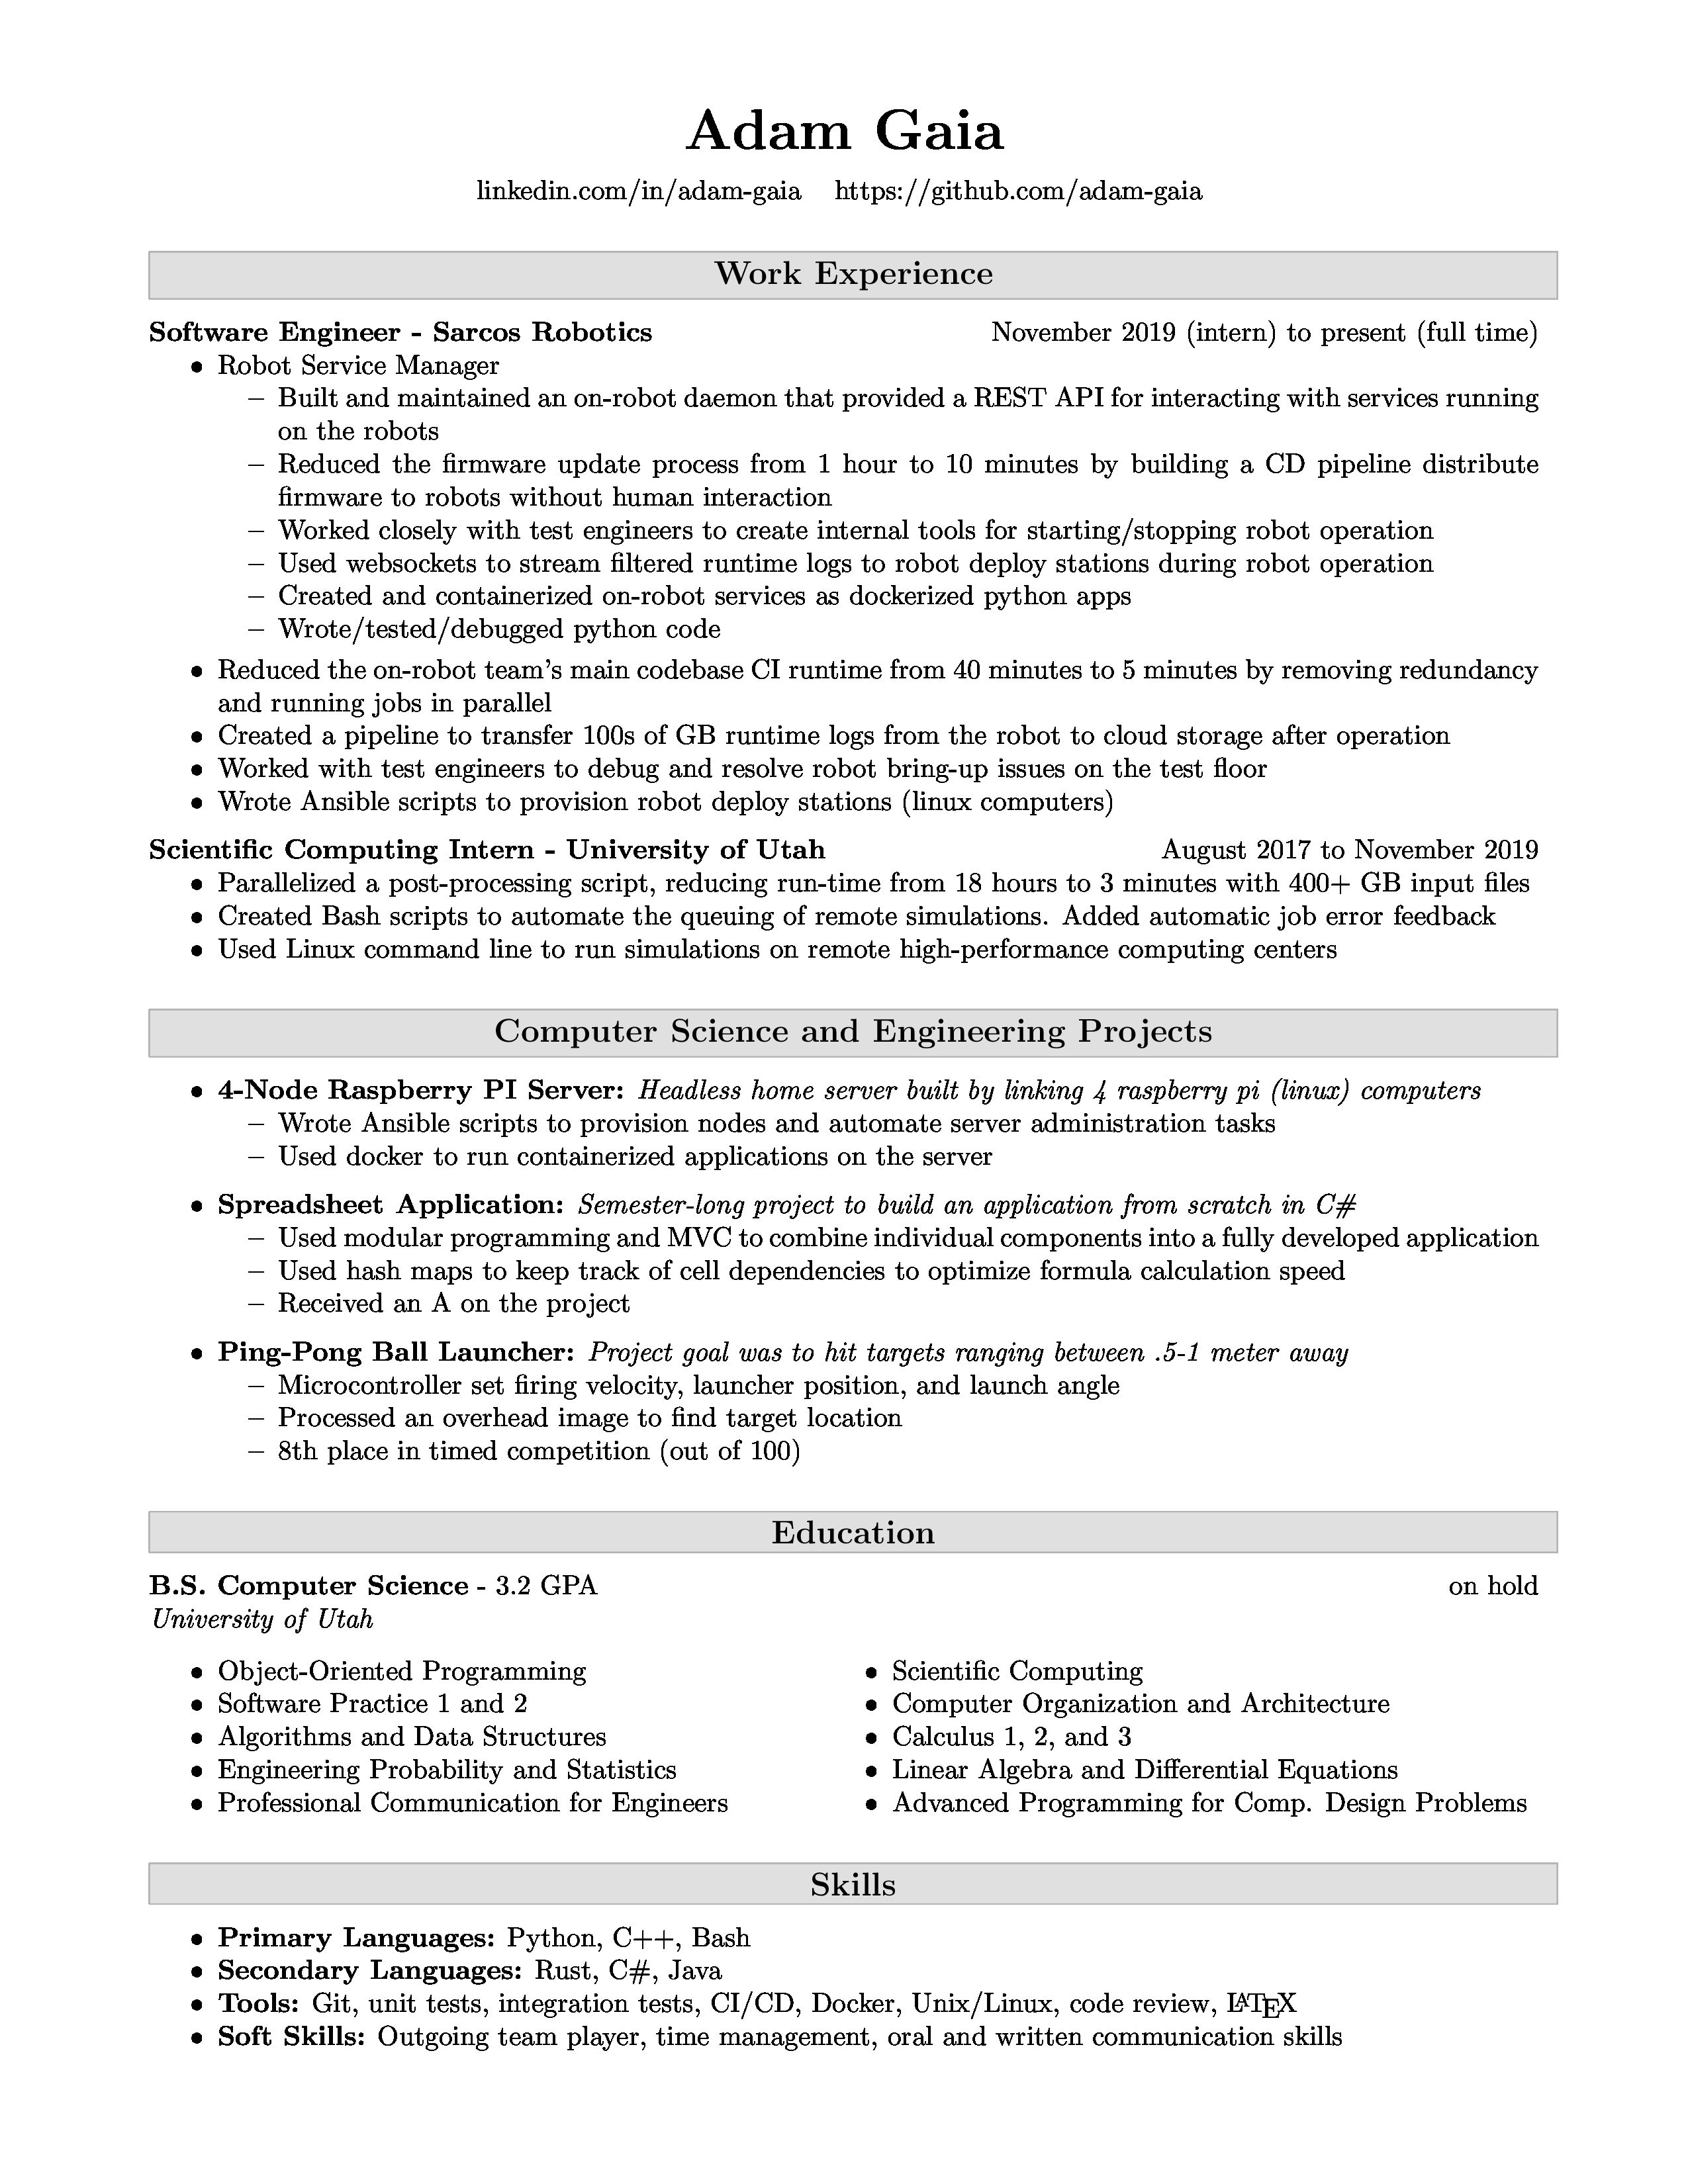 Adam Gaia
linkedin.com/in/adam-gaia https://github.com/adam-gaia
Work Experience
Software Engineer - Sarcos Robotics November 2019 (intern) to present (full time)
• Robot Service Manager
– Built and maintained an on-robot daemon that provided a REST API for interacting with services running
on the robots
– Reduced the firmware update process from 1 hour to 10 minutes by building a CD pipeline distribute
firmware to robots without human interaction
– Worked closely with test engineers to create internal tools for starting/stopping robot operation
– Used websockets to stream filtered runtime logs to robot deploy stations during robot operation
– Created and containerized on-robot services as dockerized python apps
– Wrote/tested/debugged python code
• Reduced the on-robot team's main codebase CI runtime from 40 minutes to 5 minutes by removing redundancy
and running jobs in parallel
• Created a pipeline to transfer 100s of GB runtime logs from the robot to cloud storage after operation
• Worked with test engineers to debug and resolve robot bring-up issues on the test floor
• Wrote Ansible scripts to provision robot deploy stations (linux computers)
Scientific Computing Intern - University of Utah August 2017 to November 2019
• Parallelized a post-processing script, reducing run-time from 18 hours to 3 minutes with 400+ GB input files
• Created Bash scripts to automate the queuing of remote simulations. Added automatic job error feedback
• Used Linux command line to run simulations on remote high-performance computing centers
Computer Science and Engineering Projects
• 4-Node Raspberry PI Server: Headless home server built by linking 4 raspberry pi (linux) computers
– Wrote Ansible scripts to provision nodes and automate server administration tasks
– Used docker to run containerized applications on the server
• Spreadsheet Application: Semester-long project to build an application from scratch in C#
– Used modular programming and MVC to combine individual components into a fully developed application
– Used hash maps to keep track of cell dependencies to optimize formula calculation speed
– Received an A on the project
• Ping-Pong Ball Launcher: Project goal was to hit targets ranging between .5-1 meter away
– Microcontroller set firing velocity, launcher position, and launch angle
– Processed an overhead image to find target location
– 8th place in timed competition (out of 100)
Education
B.S. Computer Science - 3.2 GPA on hold
University of Utah
• Object-Oriented Programming
• Software Practice 1 and 2
• Algorithms and Data Structures
• Engineering Probability and Statistics
• Professional Communication for Engineers
• Scientific Computing
• Computer Organization and Architecture
• Calculus 1, 2, and 3
• Linear Algebra and Differential Equations
• Advanced Programming for Comp. Design Problems
Skills
• Primary Languages: Python, C++, Bash
• Secondary Languages: Rust, C#, Java
• Tools: Git, unit tests, integration tests, CI/CD, Docker, Unix/Linux, code review, LATEX
• Soft Skills: Outgoing team player, time management, oral and written communication skills